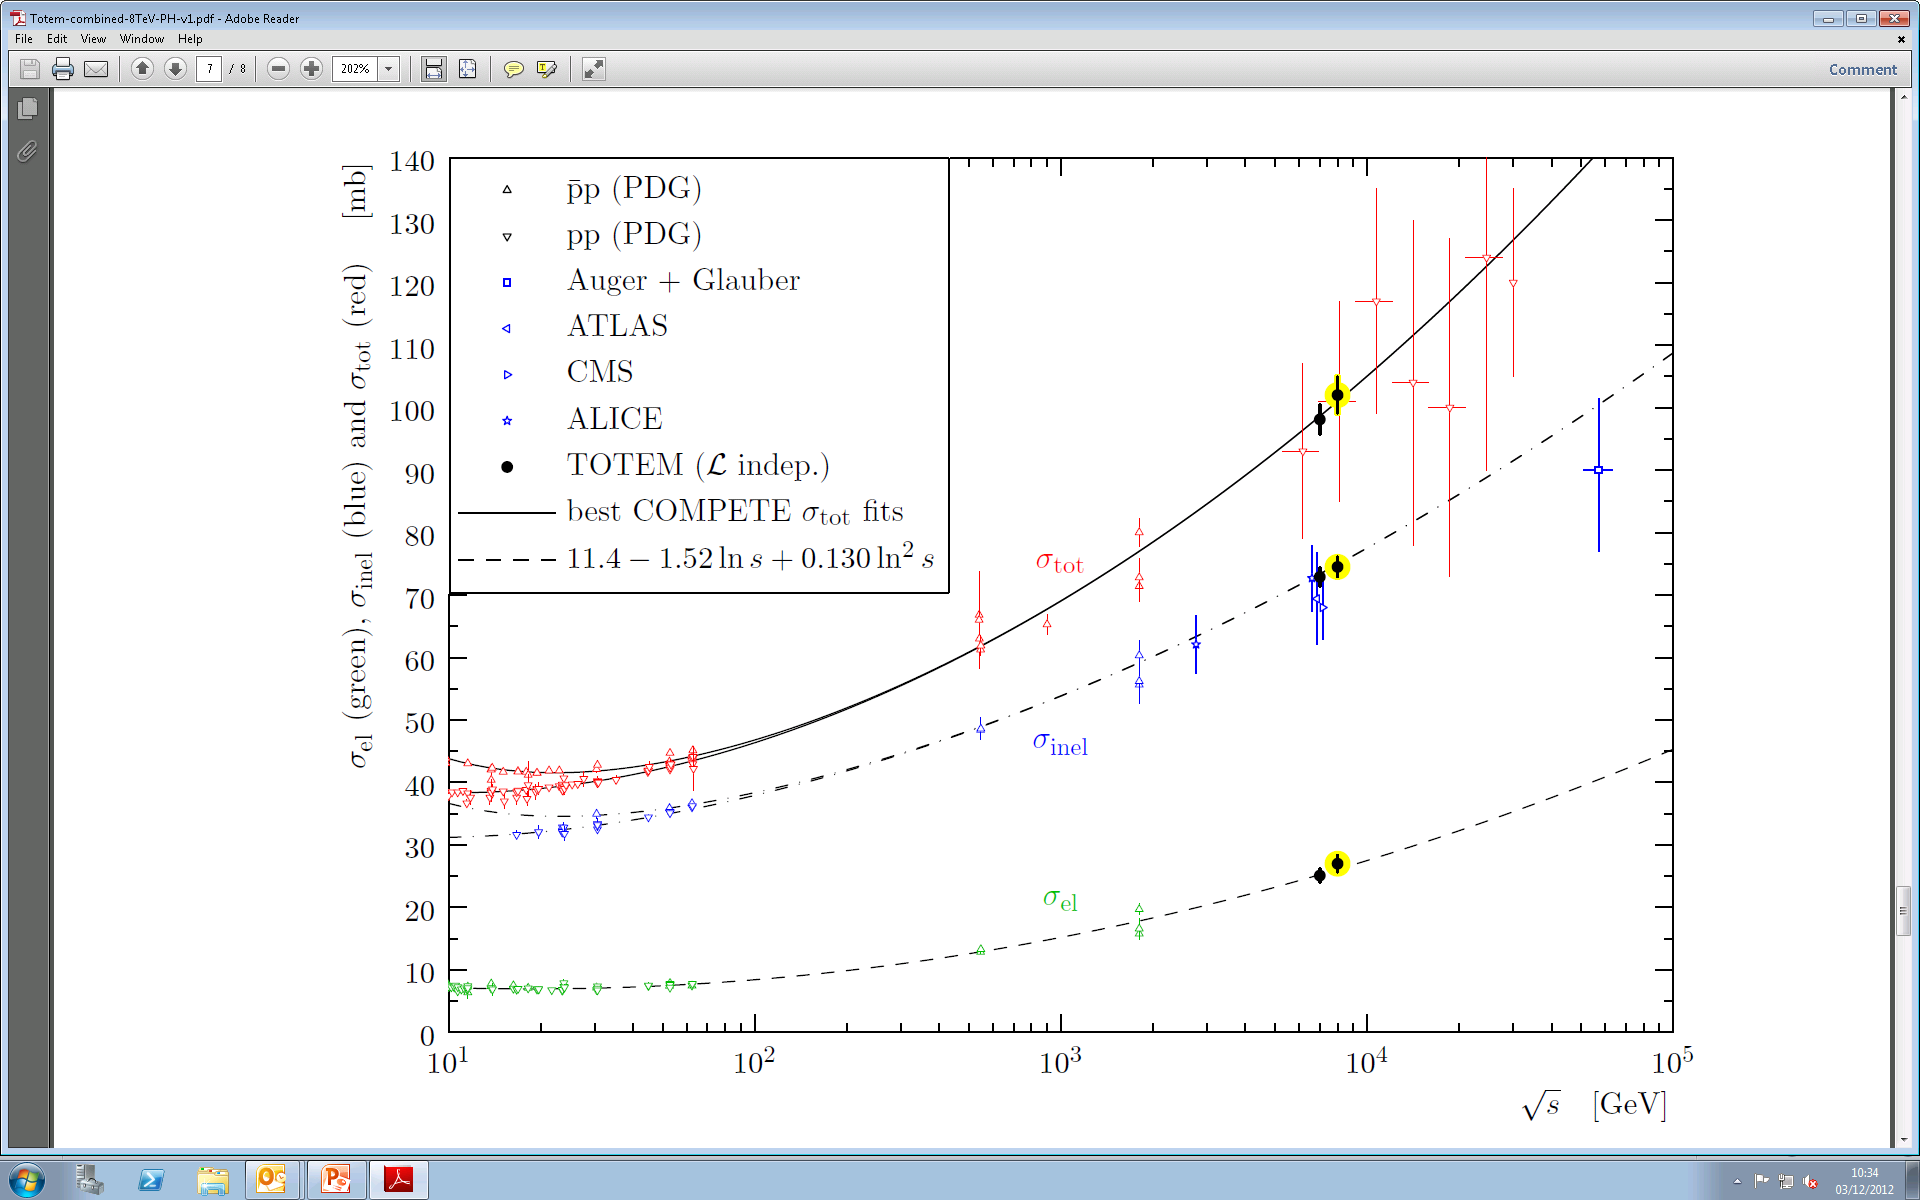 Totem-combined-8TeV-PH-v1.pdf - Adobe Reader
File Edit View Window Help
7 / 8 202% Comment
σel (green), σinel (blue) and σtot (red) [mb]
140
130
120
110
100
90
80
70
60
50
40
30
20
10
0
p̄p (PDG)
pp (PDG)
Auger + Glauber
ATLAS
CMS
ALICE
TOTEM (ℒ indep.)
best COMPETE σtot fits
11.4 − 1.52 ln s + 0.130 ln² s
σtot
σinel
σel
10¹ 10² 10³ 10⁴ 10⁵
√s [GeV]
10:34
03/12/2012